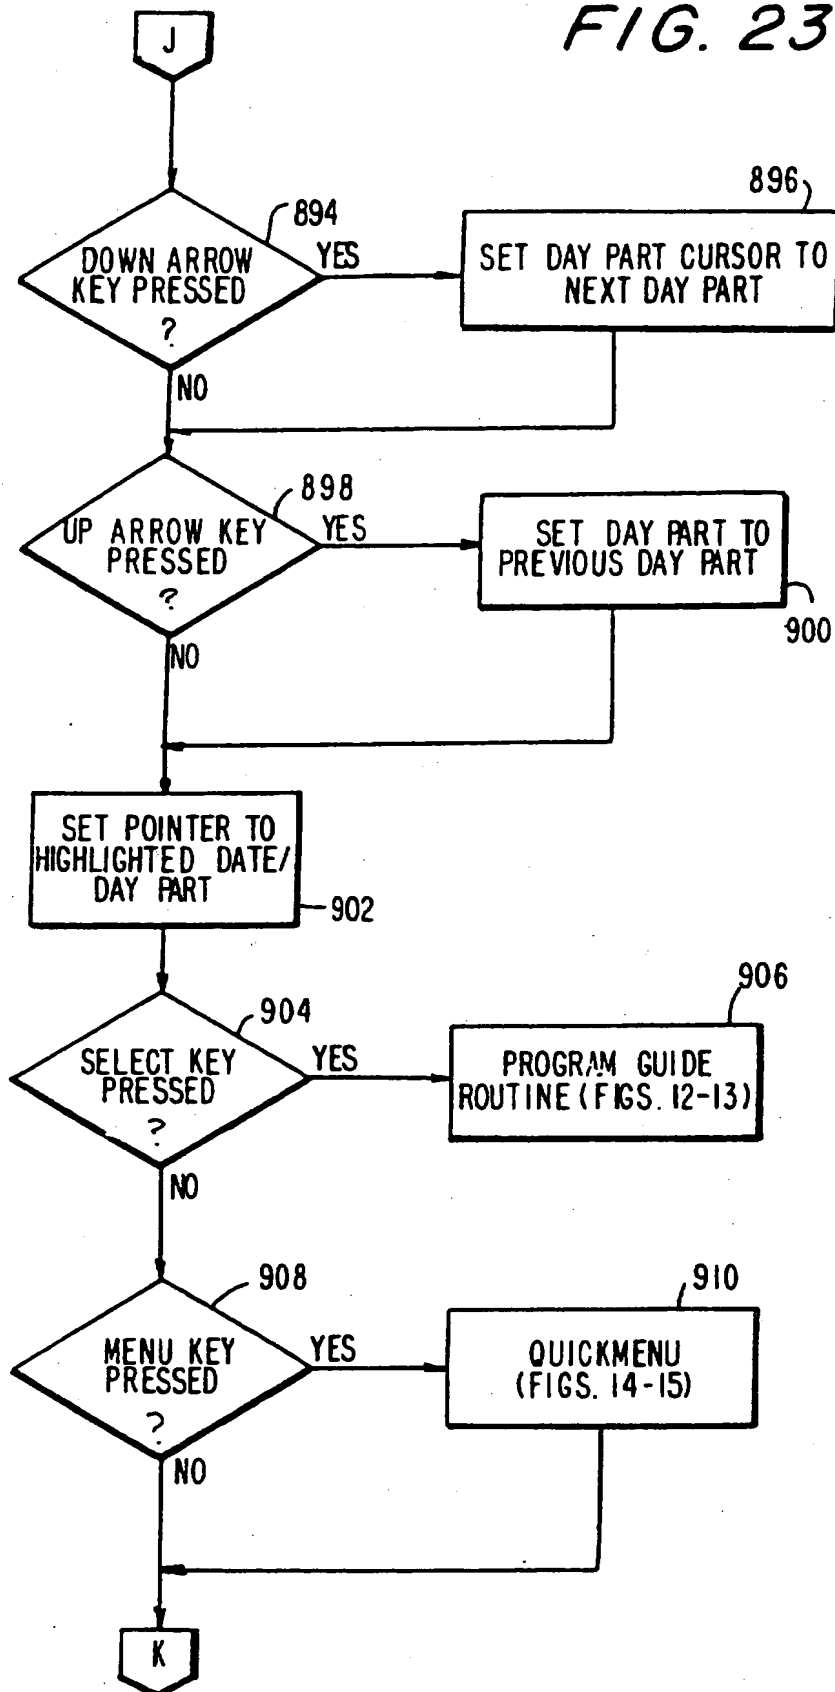 FIG. 23
J
894
DOWN ARROW
KEY PRESSED
?
YES
896
SET DAY PART CURSOR TO
NEXT DAY PART
NO
898
UP ARROW KEY
PRESSED
?
YES
SET DAY PART TO
PREVIOUS DAY PART
900
NO
SET POINTER TO
HIGHLIGHTED DATE/
DAY PART
902
904
SELECT KEY
PRESSED
?
YES
906
PROGRAM GUIDE
ROUTINE (FIGS. 12-13)
NO
908
MENU KEY
PRESSED
?
YES
910
QUICKMENU
(FIGS. 14-15)
NO
K